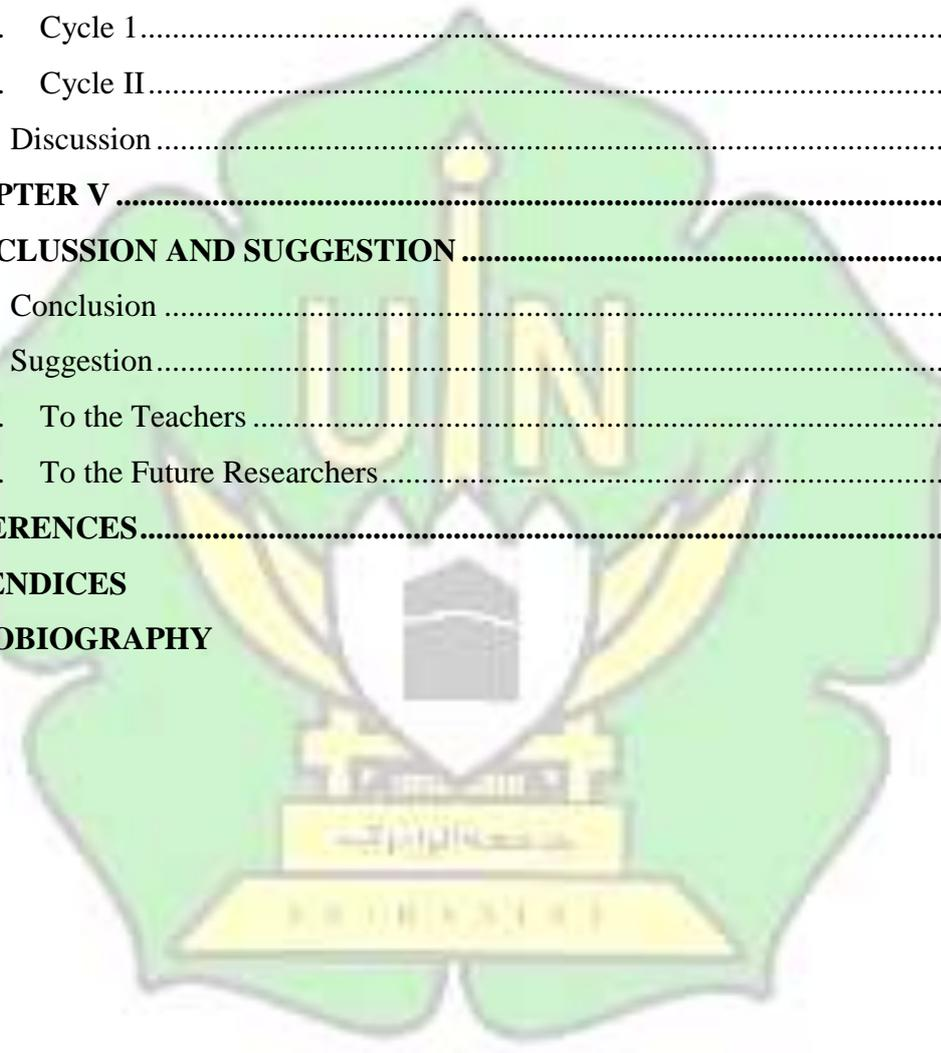 . Cycle 1..........................................................................................................
. Cycle II.........................................................................................................
Discussion.......................................................................................................
PTER V............................................................................................................
CLUSSION AND SUGGESTION...........................................................
Conclusion......................................................................................................
Suggestion.......................................................................................................
. To the Teachers............................................................................................
. To the Future Researchers...........................................................................
ERENCES.........................................................................................................
ENDICES
OBIOGRAPHY
UIN